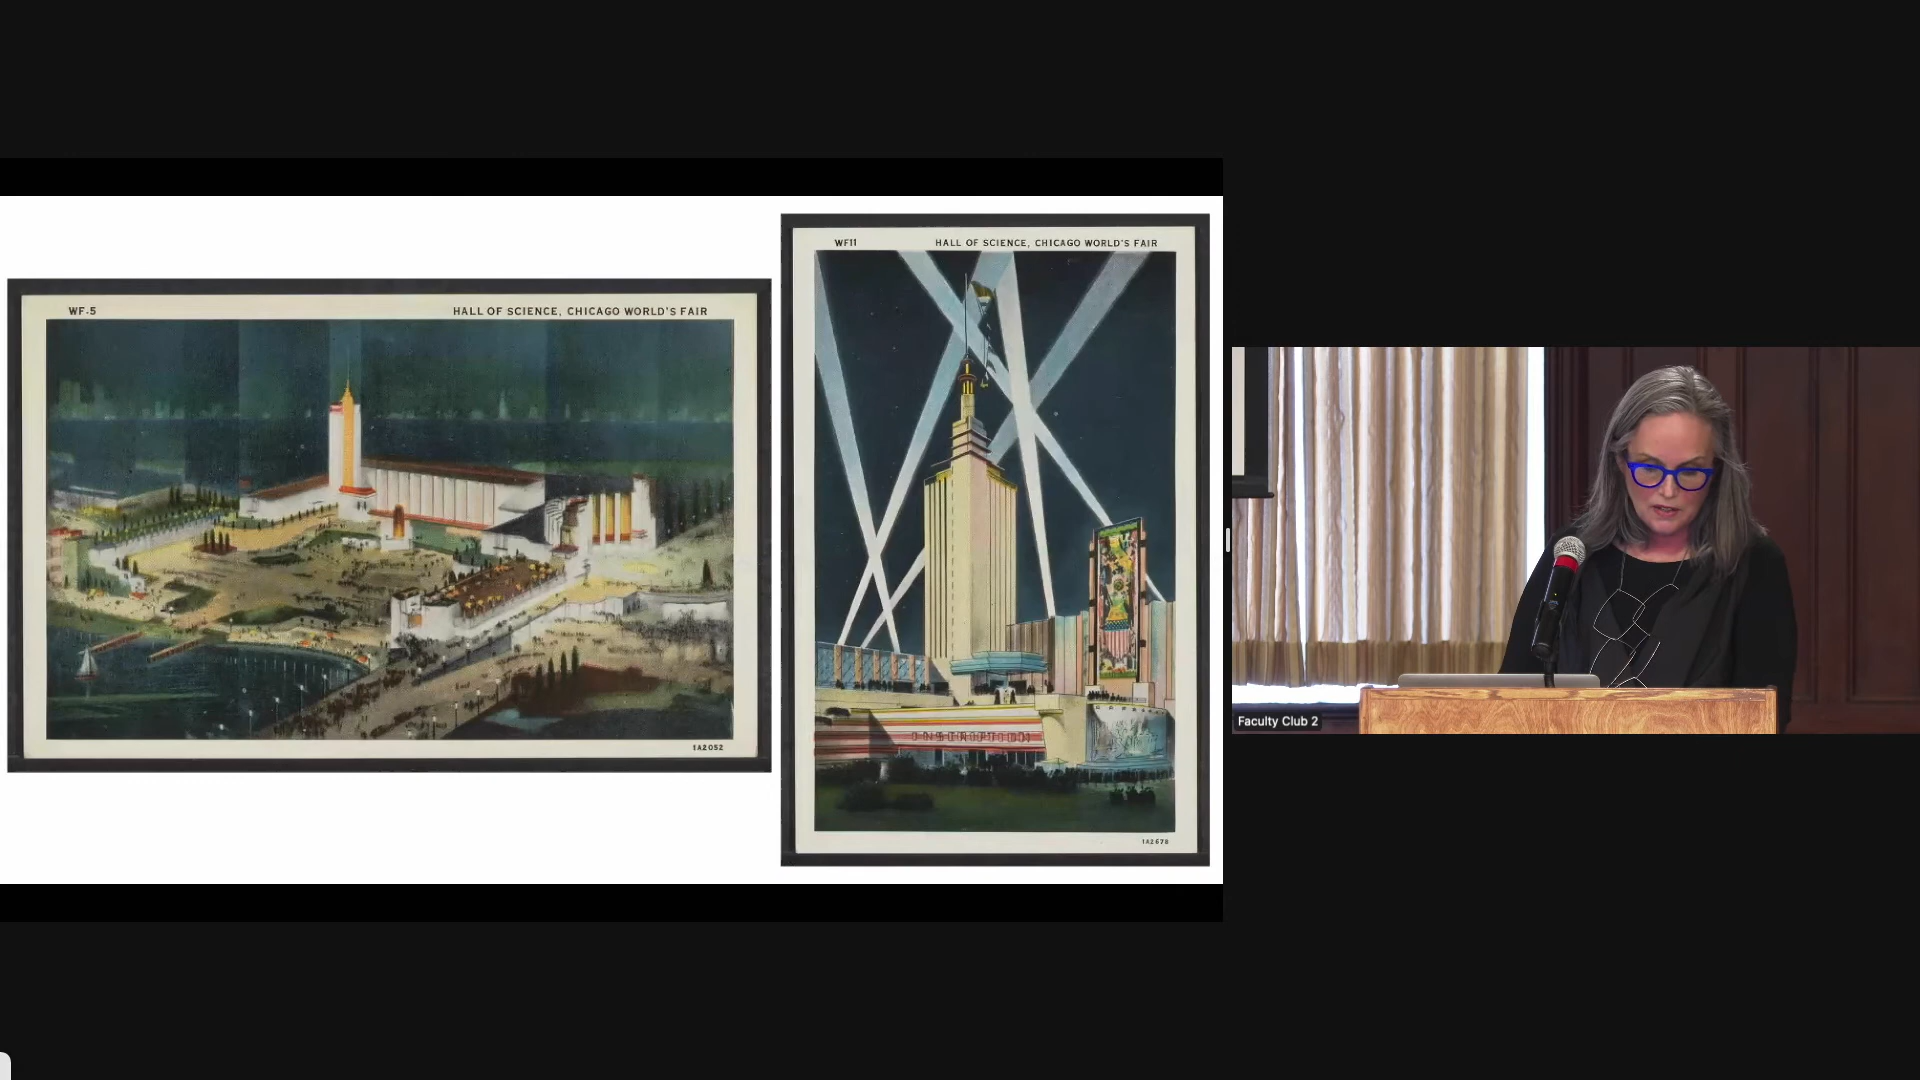 WF-5
HALL OF SCIENCE, CHICAGO WORLD'S FAIR
1A2052
WF11
HALL OF SCIENCE, CHICAGO WORLD'S FAIR
INSCRIPTION
1A2678
Faculty Club 2